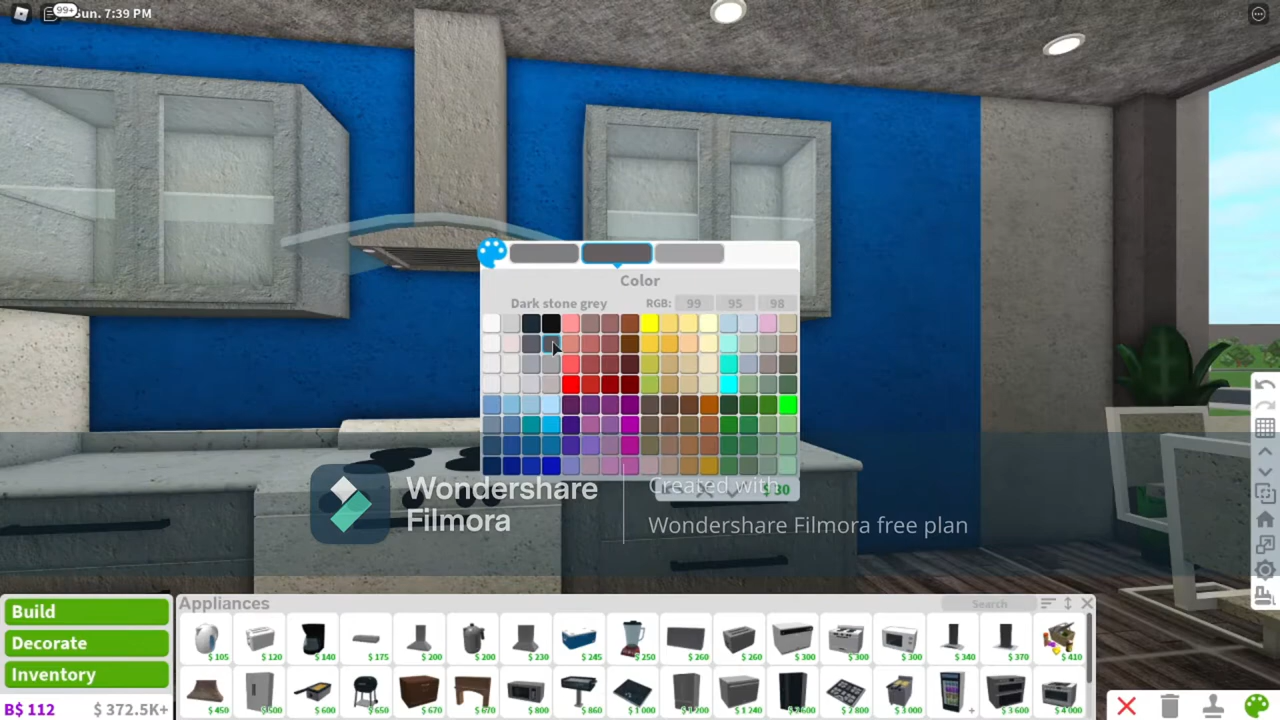 99+
Sun. 7:39 PM
Color
Dark stone grey RGB: 99 95 98
$ 30
Wondershare
Filmora
Created with
Wondershare Filmora free plan
Build
Decorate
Inventory
B$ 112 $ 372.5K+
Appliances
Search
$ 105 $ 120 $ 140 $ 175 $ 200 $ 200 $ 230 $ 245 $ 250 $ 260 $ 260 $ 300 $ 300 $ 300 $ 340 $ 370 $ 410
$ 450 $ 600 $ 650 $ 670 $ 670 $ 800 $ 860 $ 1 000 $ 1 240 $ 2 800 $ 3 000 $ 3 600 $ 4 000